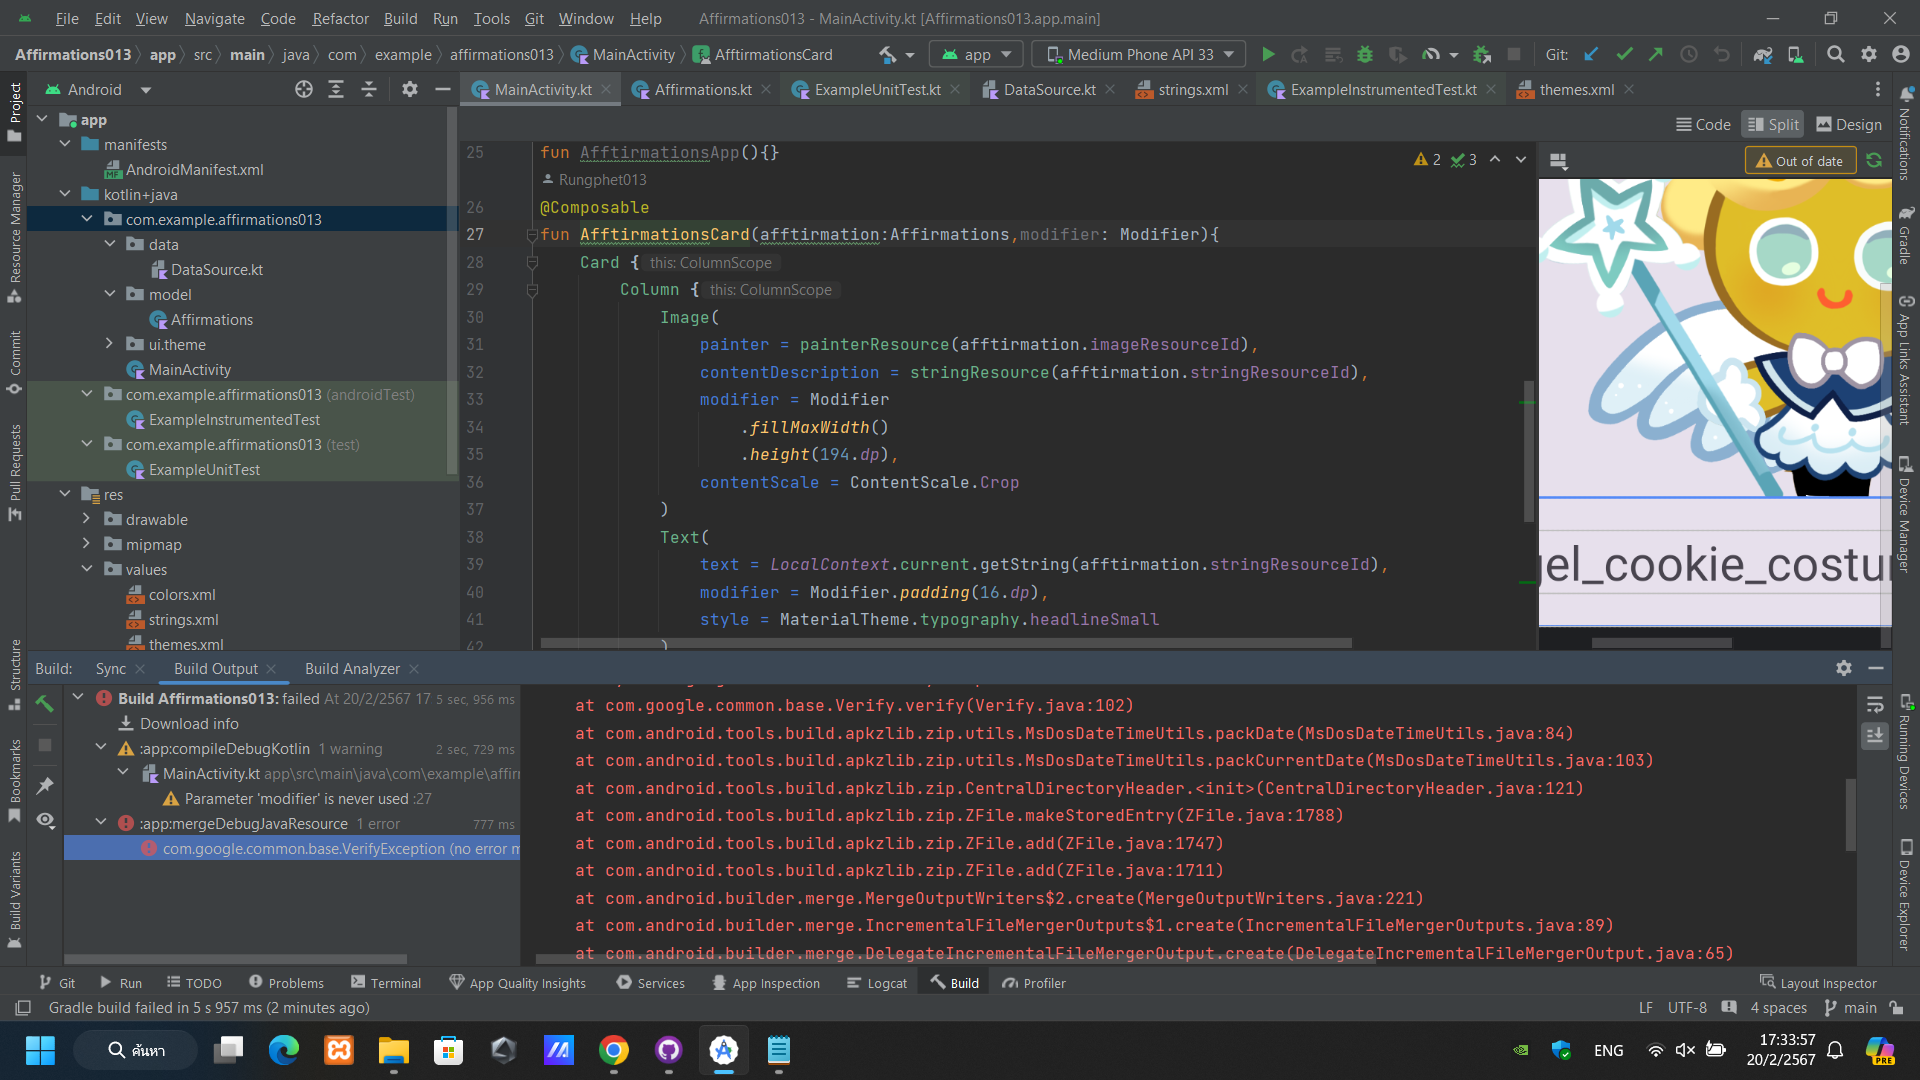 File Edit View Navigate Code Refactor Build Run Tools Git Window Help Affirmations013 - MainActivity.kt [Affirmations013.app.main]
Affirmations013 app src main java com example affirmations013 MainActivity AfftirmationsCard app Medium Phone API 33 Git:
Android
MainActivity.kt Affirmations.kt ExampleUnitTest.kt DataSource.kt strings.xml ExampleInstrumentedTest.kt themes.xml
Code Split Design
Project
Resource Manager
Commit
Pull Requests
Structure
Bookmarks
Build Variants
app
manifests
AndroidManifest.xml
kotlin+java
com.example.affirmations013
data
DataSource.kt
model
Affirmations
ui.theme
MainActivity
com.example.affirmations013 (androidTest)
ExampleInstrumentedTest
com.example.affirmations013 (test)
ExampleUnitTest
res
drawable
mipmap
values
colors.xml
strings.xml
themes.xml
2 3
25 fun AfftirmationsApp(){}
Rungphet013
26 @Composable
27 fun AfftirmationsCard(afftirmation:Affirmations,modifier: Modifier){
28 Card { this: ColumnScope
29 Column { this: ColumnScope
30 Image(
31 painter = painterResource(afftirmation.imageResourceId),
32 contentDescription = stringResource(afftirmation.stringResourceId),
33 modifier = Modifier
34 .fillMaxWidth()
35 .height(194.dp),
36 contentScale = ContentScale.Crop
37 )
38 Text(
39 text = LocalContext.current.getString(afftirmation.stringResourceId),
40 modifier = Modifier.padding(16.dp),
41 style = MaterialTheme.typography.headlineSmall
42 )
Out of date
gel_cookie_costu
Notifications
Gradle
App Links Assistant
Device Manager
Running Devices
Device Explorer
Build: Sync Build Output Build Analyzer
Build Affirmations013: failed At 20/2/2567 17 5 sec, 956 ms
Download info
:app:compileDebugKotlin 1 warning 2 sec, 729 ms
MainActivity.kt app\src\main\java\com\example\affir
Parameter 'modifier' is never used :27
:app:mergeDebugJavaResource 1 error 777 ms
com.google.common.base.VerifyException (no error m
at com.google.common.base.Verify.verify(Verify.java:102)
at com.android.tools.build.apkzlib.zip.utils.MsDosDateTimeUtils.packDate(MsDosDateTimeUtils.java:84)
at com.android.tools.build.apkzlib.zip.utils.MsDosDateTimeUtils.packCurrentDate(MsDosDateTimeUtils.java:103)
at com.android.tools.build.apkzlib.zip.CentralDirectoryHeader.<init>(CentralDirectoryHeader.java:121)
at com.android.tools.build.apkzlib.zip.ZFile.makeStoredEntry(ZFile.java:1788)
at com.android.tools.build.apkzlib.zip.ZFile.add(ZFile.java:1747)
at com.android.tools.build.apkzlib.zip.ZFile.add(ZFile.java:1711)
at com.android.builder.merge.MergeOutputWriters$2.create(MergeOutputWriters.java:221)
at com.android.builder.merge.IncrementalFileMergerOutputs$1.create(IncrementalFileMergerOutputs.java:89)
at com.android.builder.merge.DelegateIncrementalFileMergerOutput.create(DelegateIncrementalFileMergerOutput.java:65)
Git Run TODO Problems Terminal App Quality Insights Services App Inspection Logcat Build Profiler Layout Inspector
Gradle build failed in 5 s 957 ms (2 minutes ago) LF UTF-8 4 spaces main
ค้นหา ENG 17:33:57
20/2/2567
PRE